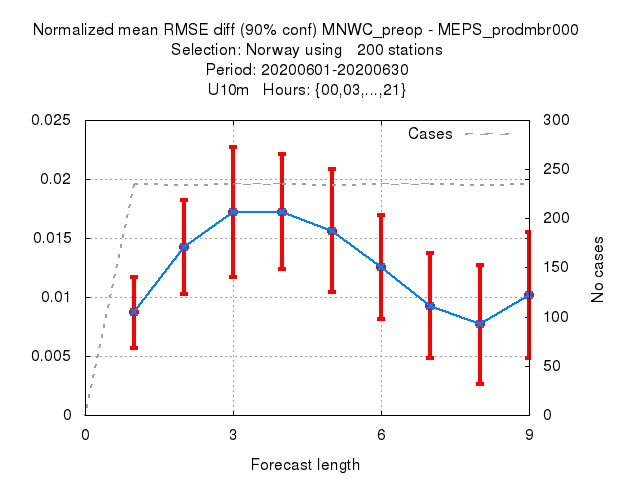 Normalized mean RMSE diff (90% conf) MNWC_preop - MEPS_prodmbr000
Selection: Norway using   200 stations
Period: 20200601-20200630
U10m   Hours: {00,03,...,21}
0.025
0.02
0.015
0.01
0.005
0
Cases
300
250
200
150
100
50
0
No cases
0
3
6
9
Forecast length